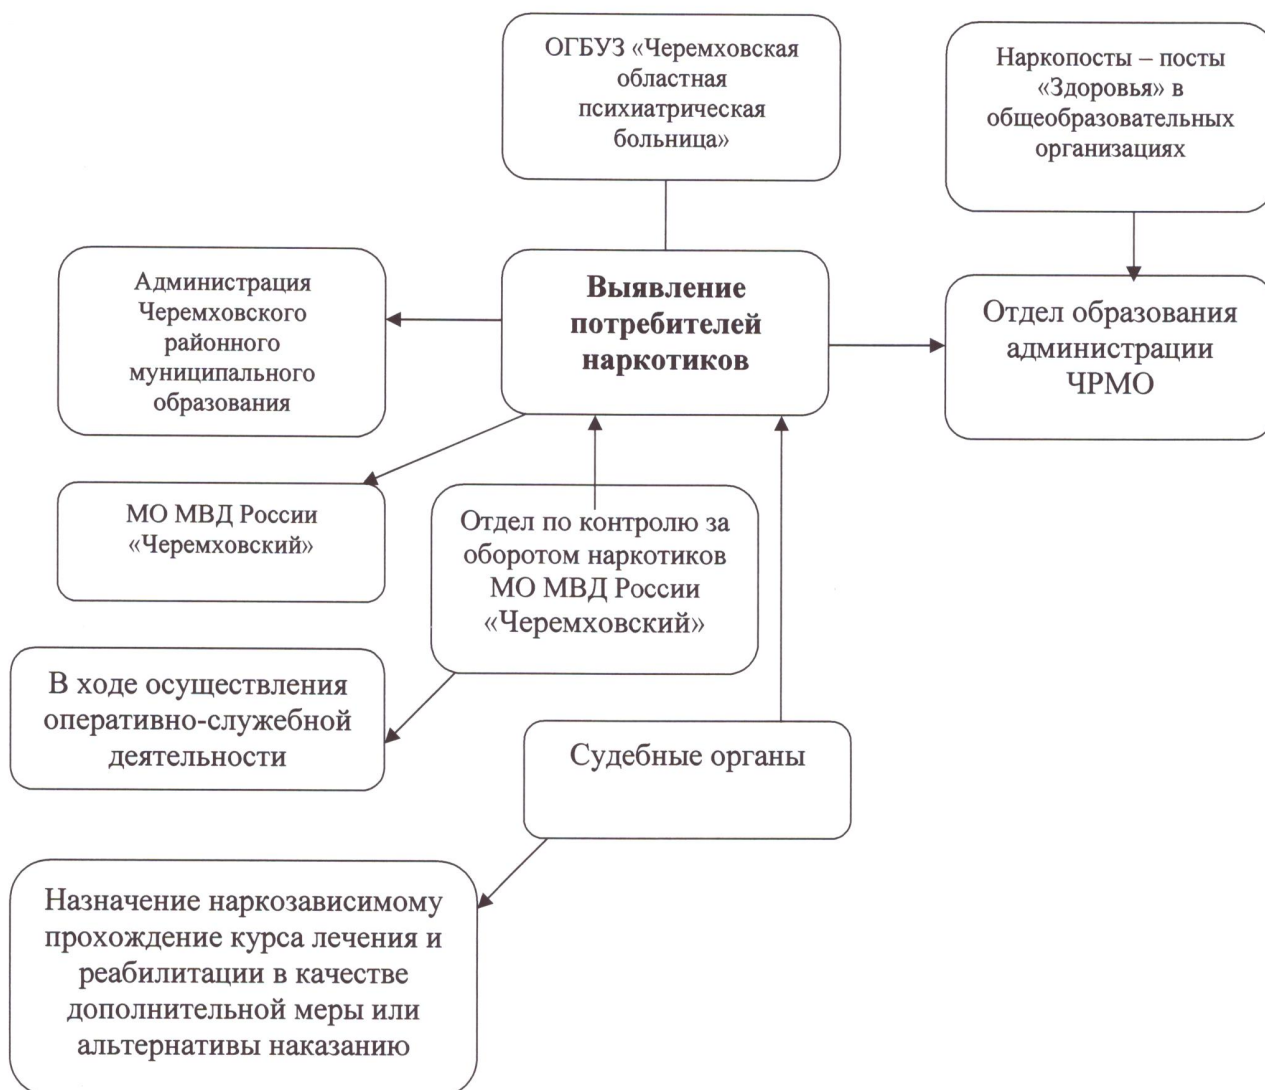 ОГБУЗ «Черемховская
областная
психиатрическая
больница»
Наркопосты – посты
«Здоровья» в
общеобразовательных
организациях
Администрация
Черемховского
районного
муниципального
образования
Выявление
потребителей
наркотиков
Отдел образования
администрации
ЧРМО
МО МВД России
«Черемховский»
Отдел по контролю за
оборотом наркотиков
МО МВД России
«Черемховский»
В ходе осуществления
оперативно-служебной
деятельности
Судебные органы
Назначение наркозависимому
прохождение курса лечения и
реабилитации в качестве
дополнительной меры или
альтернативы наказанию